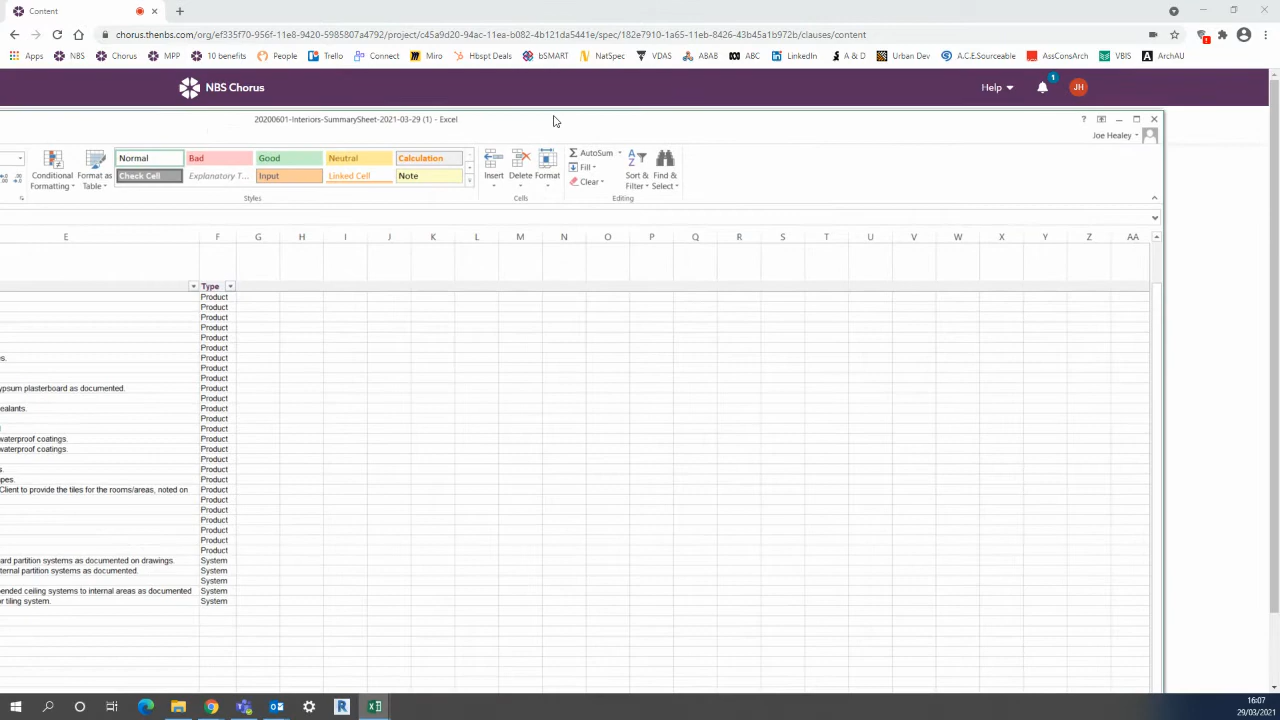 Content
chorus.thenbs.com/org/ef335f70-956f-11e8-9420-5985807a4792/project/c45a9d20-94ac-11ea-b082-4b121da5441e/spec/182e7910-1a65-11eb-8426-43b45a1b972b/clauses/content
Apps NBS Chorus MPP 10 benefits People Trello Connect Miro Hbspt Deals bSMART NatSpec VDAS ABAB ABC LinkedIn A & D Urban Dev A.C.E.Sourceable AssConsArch VBIS ArchAU
NBS Chorus Help 1 JH
20200601-Interiors-SummarySheet-2021-03-29 (1) - Excel
Joe Healey
Normal Bad Good Neutral Calculation
Check Cell Explanatory T... Input Linked Cell Note
Conditional Formatting Format as Table
Insert Delete Format
AutoSum
Fill
Clear
Sort & Filter Find & Select
Styles Cells Editing
E F G H I J K L M N O P Q R S T U V W X Y Z AA
Type
Product
Product
Product
Product
Product
Product
es. Product
Product
Product
ypsum plasterboard as documented. Product
Product
ealants. Product
Product
Product
waterproof coatings. Product
waterproof coatings. Product
Product
s. Product
pes. Product
Client to provide the tiles for the rooms/areas, noted on Product
Product
Product
Product
Product
Product
Product
ard partition systems as documented on drawings. System
ternal partition systems as documented. System
System
pended ceiling systems to internal areas as documented System
or tiling system. System
16:07
29/03/2021